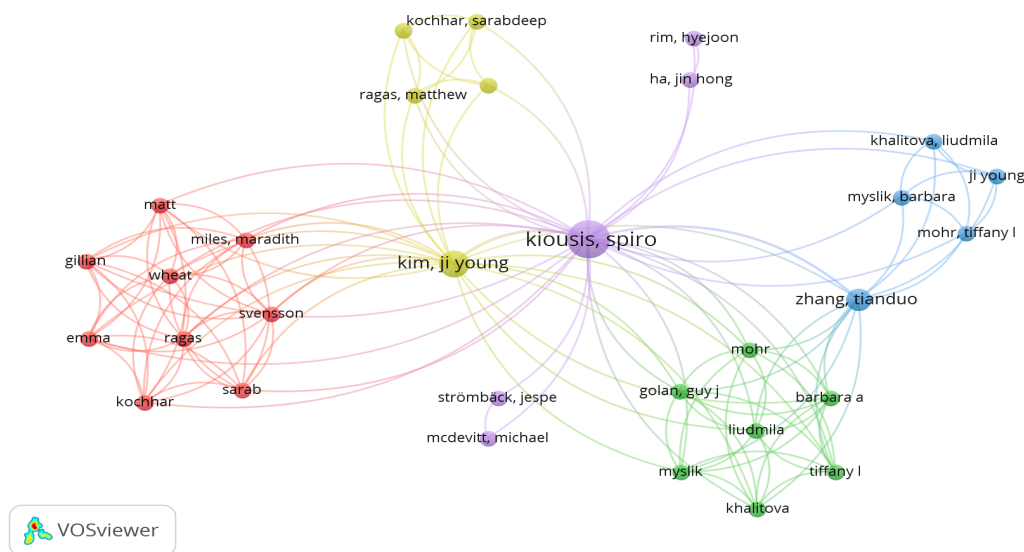 kochhar, sarabdeep
rim, hyejoon
ha, jin hong
ragas, matthew
khalitova, liudmila
ji young
myslik, barbara
matt
mohr, tiffany l
miles, maradith
kiousis, spiro
gillian
kim, ji young
wheat
zhang, tianduo
svensson
emma
ragas
mohr
sarab
golan, guy j
kochhar
strömbäck, jespe
barbara a
liudmila
mcdevitt, michael
myslik
tiffany l
khalitova
VOSviewer